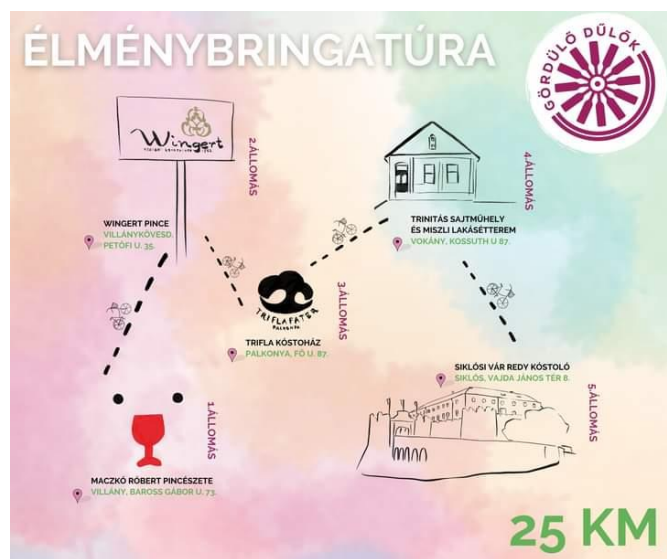 ÉLMÉNYBRINGATÚRA
GÖRDÜLŐ DŰLŐK
Wingert
2.ÁLLOMÁS
WINGERT PINCE
VILLÁNYKÖVESD,
PETŐFI U. 35.
4.ÁLLOMÁS
TRINITÁS SAJTMŰHELY
ÉS MISZLI LAKÁSÉTTEREM
VOKÁNY, KOSSUTH U 87.
TRIFLAFATER
PALKONYA
3.ÁLLOMÁS
TRIFLA KÓSTOHÁZ
PALKONYA, FŐ U. 87.
1.ÁLLOMÁS
MACZKÓ RÓBERT PINCÉSZETE
VILLÁNY, BAROSS GÁBOR U. 73.
SIKLÓSI VÁR REDY KÓSTOLÓ
SIKLÓS, VAJDA JÁNOS TÉR 8.
5.ÁLLOMÁS
25 KM